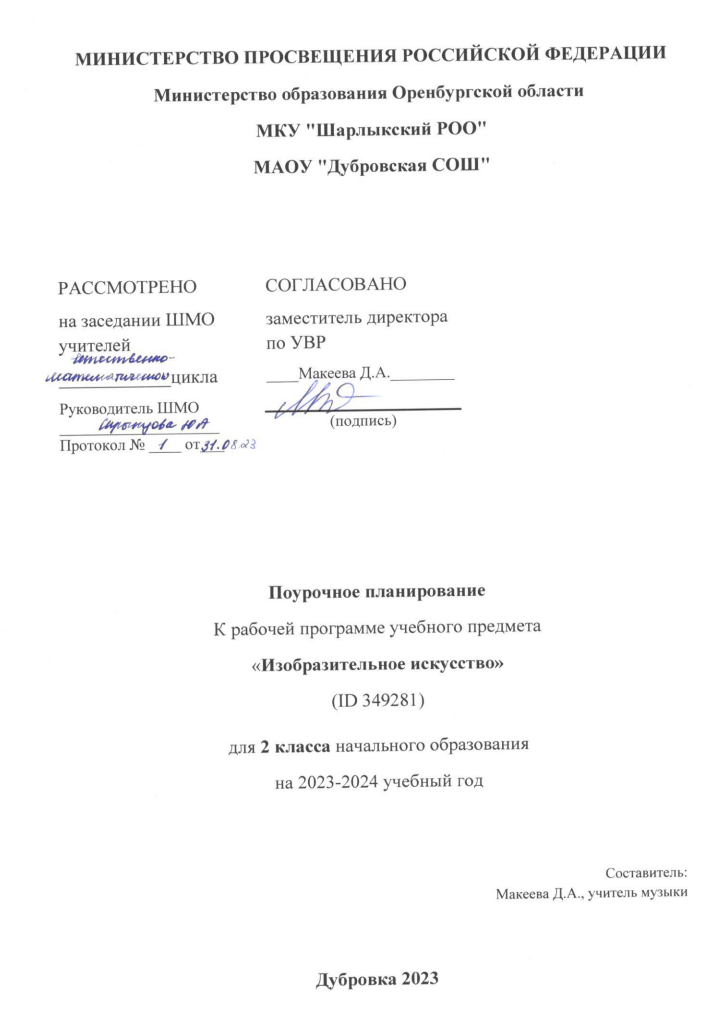 МИНИСТЕРСТВО ПРОСВЕЩЕНИЯ РОССИЙСКОЙ ФЕДЕРАЦИИ
Министерство образования Оренбургской области
МКУ "Шарлыкский РОО"
МАОУ "Дубровская СОШ"
РАССМОТРЕНО
на заседании ШМО
учителей
естественно-
математического цикла
Руководитель ШМО
Ю А
Протокол № 1 от 31.08.23
СОГЛАСОВАНО
заместитель директора
по УВР
____Макеева Д.А.________
(подпись)
Поурочное планирование
К рабочей программе учебного предмета
«Изобразительное искусство»
(ID 349281)
для 2 класса начального образования
на 2023-2024 учебный год
Составитель:
Макеева Д.А., учитель музыки
Дубровка 2023